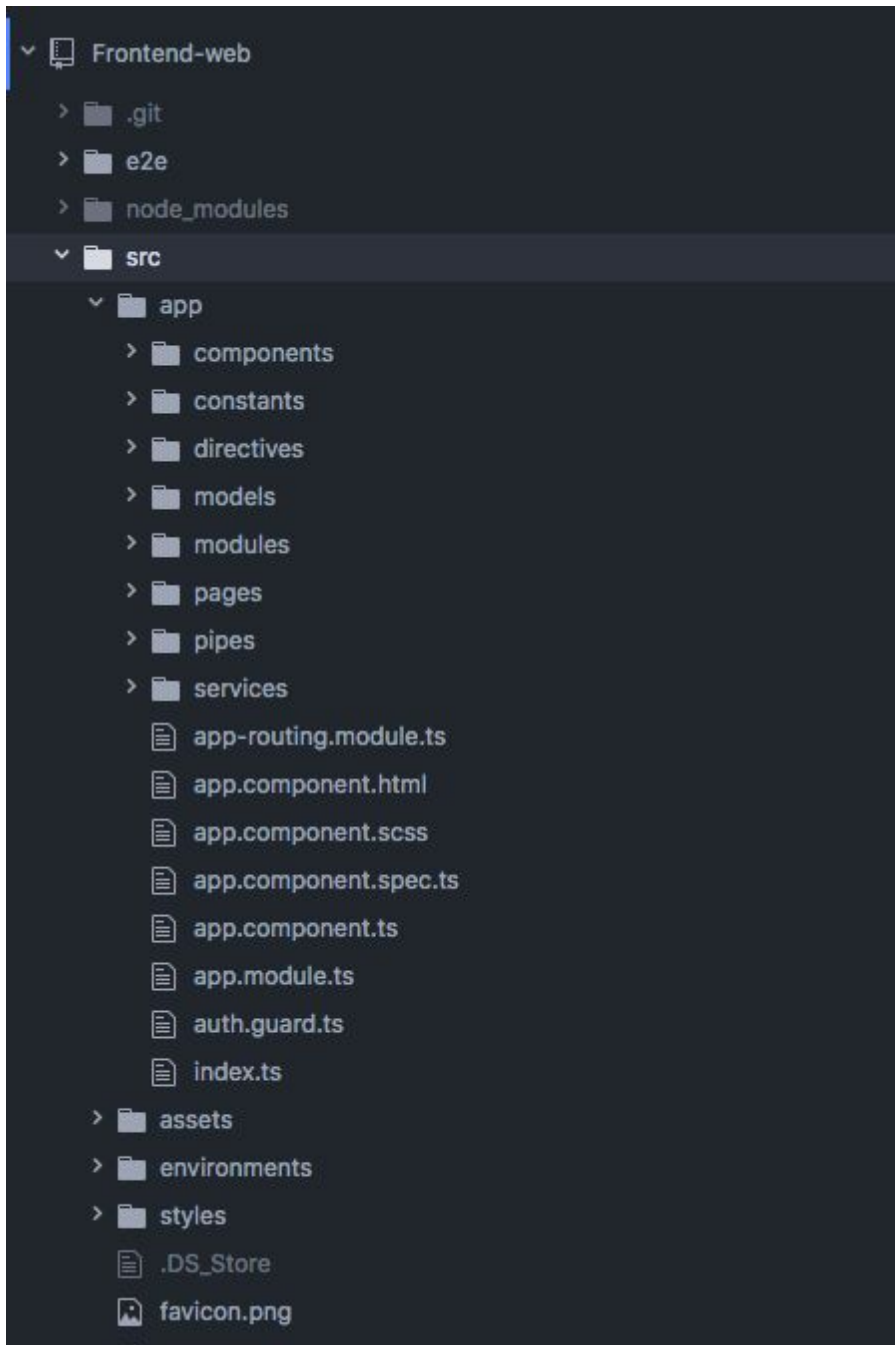 Frontend-web
.git
e2e
node_modules
src
app
components
constants
directives
models
modules
pages
pipes
services
app-routing.module.ts
app.component.html
app.component.scss
app.component.spec.ts
app.component.ts
app.module.ts
auth.guard.ts
index.ts
assets
environments
styles
.DS_Store
favicon.png